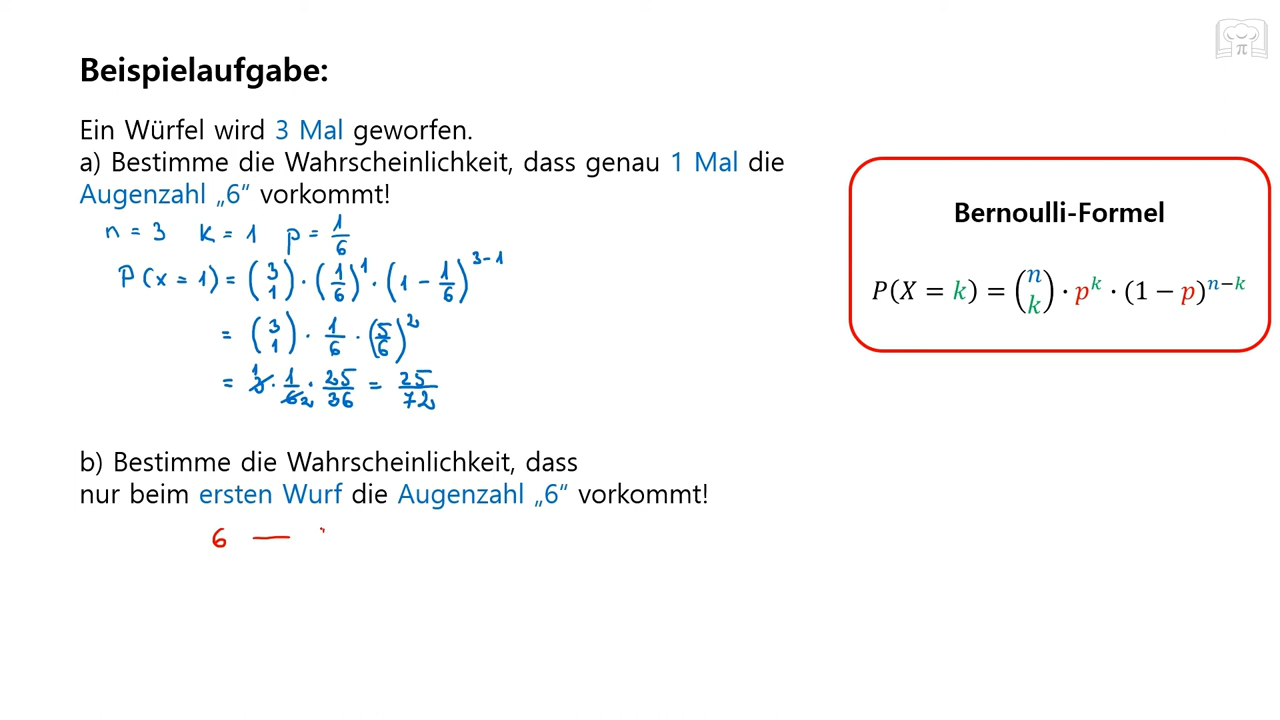 Beispielaufgabe:
Ein Würfel wird 3 Mal geworfen.
a) Bestimme die Wahrscheinlichkeit, dass genau 1 Mal die
Augenzahl „6“ vorkommt!
n = 3 k = 1 p = 1/6
P(x = 1) = (3 1) · (1/6)^1 · (1 - 1/6)^3-1
= (3 1) · 1/6 · (5/6)^2
= 3̶ 1 · 1/6̶ 2 · 25/36 = 25/72
b) Bestimme die Wahrscheinlichkeit, dass
nur beim ersten Wurf die Augenzahl „6“ vorkommt!
6 —
Bernoulli-Formel
P(X = k) = (n k) · p^k · (1 − p)^n−k
π